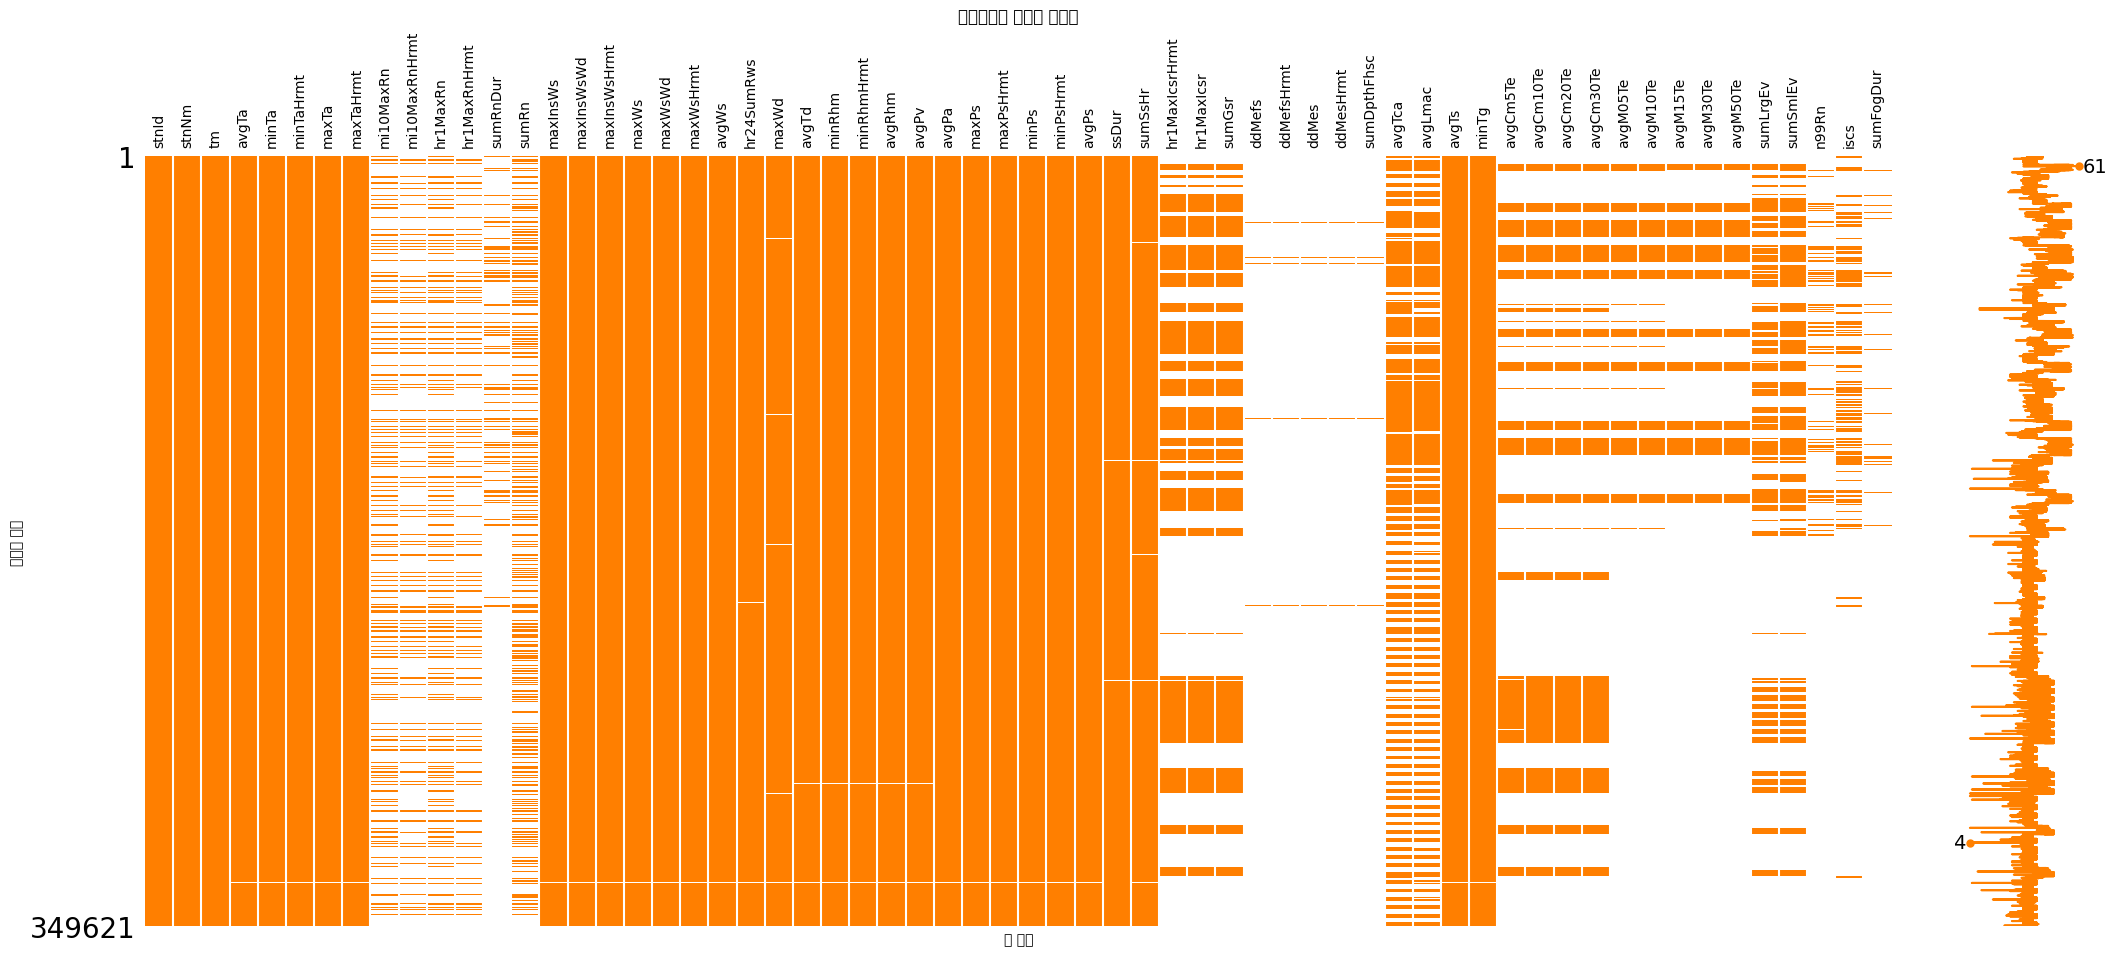 stnId
stnNm
tm
avgTa
minTa
minTaHrmt
maxTa
maxTaHrmt
mi10MaxRn
mi10MaxRnHrmt
hr1MaxRn
hr1MaxRnHrmt
sumRnDur
sumRn
maxInsWs
maxInsWsWd
maxInsWsHrmt
maxWs
maxWsWd
maxWsHrmt
avgWs
hr24SumRws
maxWd
avgTd
minRhm
minRhmHrmt
avgRhm
avgPv
avgPa
maxPs
maxPsHrmt
minPs
minPsHrmt
avgPs
ssDur
sumSsHr
hr1MaxIcsrHrmt
hr1MaxIcsr
sumGsr
ddMefs
ddMefsHrmt
ddMes
ddMesHrmt
sumDpthFhsc
avgTca
avgLmac
avgTs
minTg
avgCm5Te
avgCm10Te
avgCm20Te
avgCm30Te
avgM05Te
avgM10Te
avgM15Te
avgM30Te
avgM50Te
sumLrgEv
sumSmlEv
n99Rn
iscs
sumFogDur
1
61
4
349621